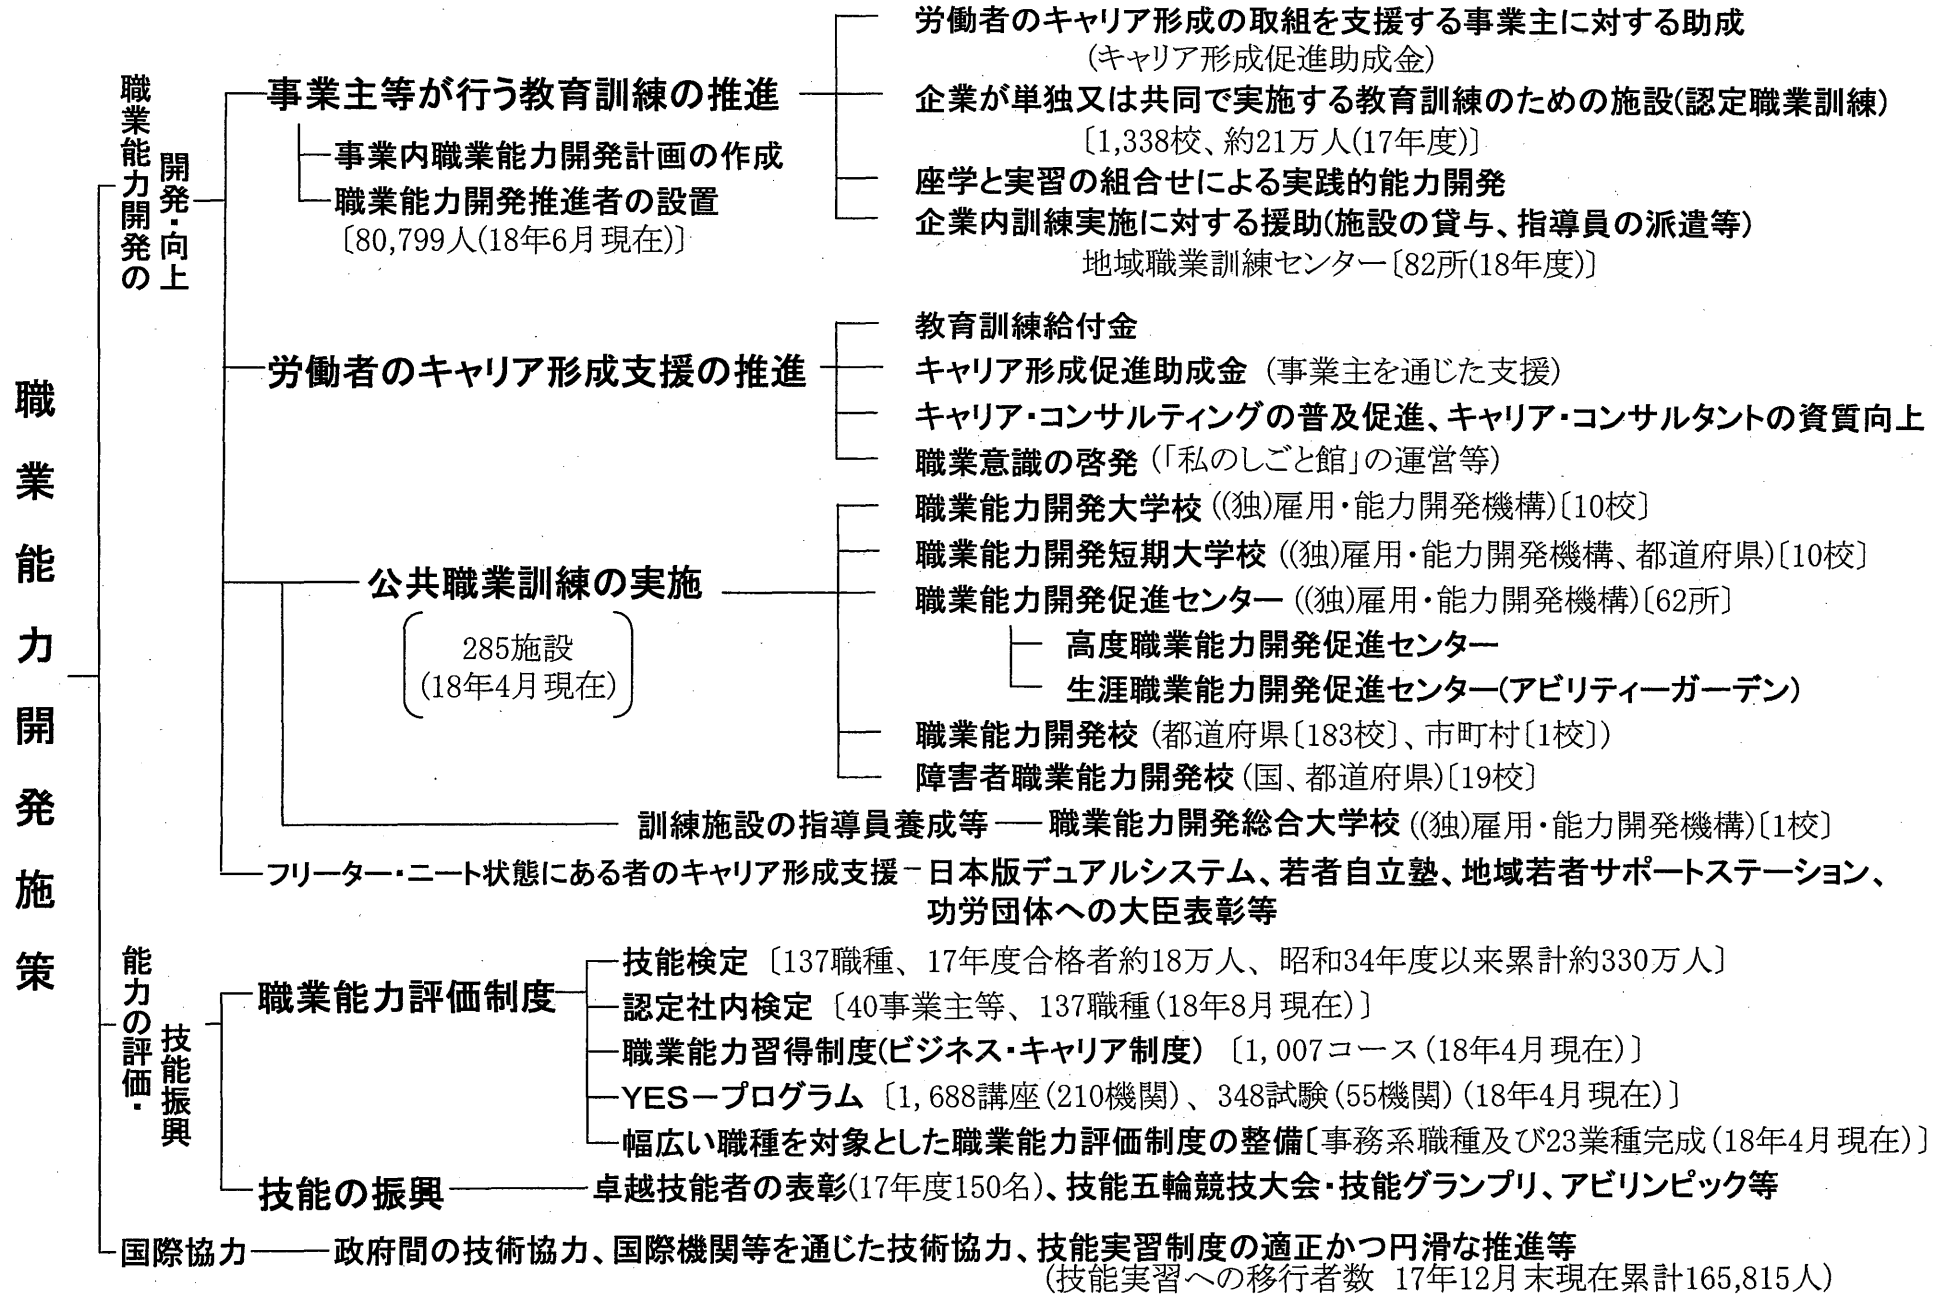 職業能力開発施策
職業能力開発の
開発・向上
事業主等が行う教育訓練の推進
事業内職業能力開発計画の作成
職業能力開発推進者の設置
〔80,799人(18年6月現在)〕
労働者のキャリア形成の取組を支援する事業主に対する助成
(キャリア形成促進助成金)
企業が単独又は共同で実施する教育訓練のための施設(認定職業訓練)
〔1,338校、約21万人(17年度)〕
座学と実習の組合せによる実践的能力開発
企業内訓練実施に対する援助(施設の貸与、指導員の派遣等)
地域職業訓練センター〔82所(18年度)〕
労働者のキャリア形成支援の推進
教育訓練給付金
キャリア形成促進助成金 (事業主を通じた支援)
キャリア・コンサルティングの普及促進、キャリア・コンサルタントの資質向上
職業意識の啓発 (「私のしごと館」の運営等)
公共職業訓練の実施
285施設
(18年4月現在)
職業能力開発大学校 ((独)雇用・能力開発機構)〔10校〕
職業能力開発短期大学校 ((独)雇用・能力開発機構、都道府県)〔10校〕
職業能力開発促進センター ((独)雇用・能力開発機構)〔62所〕
高度職業能力開発促進センター
生涯職業能力開発促進センター(アビリティーガーデン)
職業能力開発校 (都道府県〔183校〕、市町村〔1校〕)
障害者職業能力開発校 (国、都道府県)〔19校〕
訓練施設の指導員養成等 ― 職業能力開発総合大学校 ((独)雇用・能力開発機構)〔1校〕
フリーター・ニート状態にある者のキャリア形成支援－日本版デュアルシステム、若者自立塾、地域若者サポートステーション、
功労団体への大臣表彰等
能力の評価・
技能振興
職業能力評価制度
技能検定 〔137職種、17年度合格者約18万人、昭和34年度以来累計約330万人〕
認定社内検定 〔40事業主等、137職種(18年8月現在)〕
職業能力習得制度(ビジネス・キャリア制度) 〔1,007コース(18年4月現在)〕
YES－プログラム 〔1,688講座(210機関)、348試験(55機関)(18年4月現在)〕
幅広い職種を対象とした職業能力評価制度の整備〔事務系職種及び23業種完成(18年4月現在)〕
技能の振興 ― 卓越技能者の表彰(17年度150名)、技能五輪競技大会・技能グランプリ、アビリンピック等
国際協力 ― 政府間の技術協力、国際機関等を通じた技術協力、技能実習制度の適正かつ円滑な推進等
(技能実習への移行者数 17年12月末現在累計165,815人)